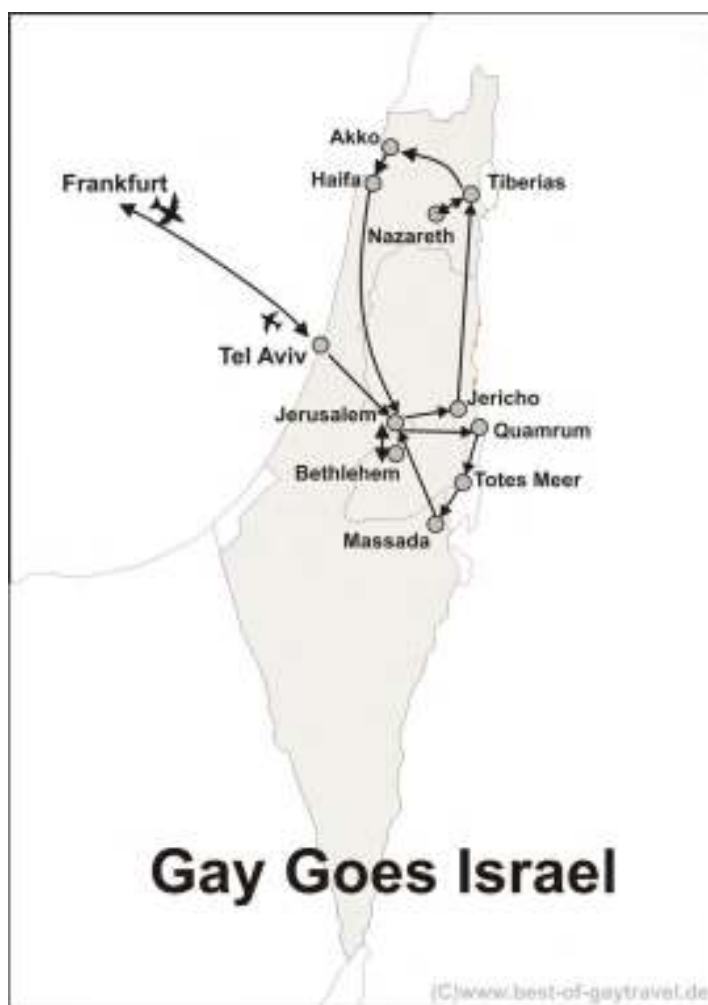 Akko
Haifa
Tiberias
Frankfurt
Nazareth
Tel Aviv
Jericho
Jerusalem
Quamrum
Bethlehem
Totes Meer
Massada
Gay Goes Israel
(C)www.best-of-gaytravel.de